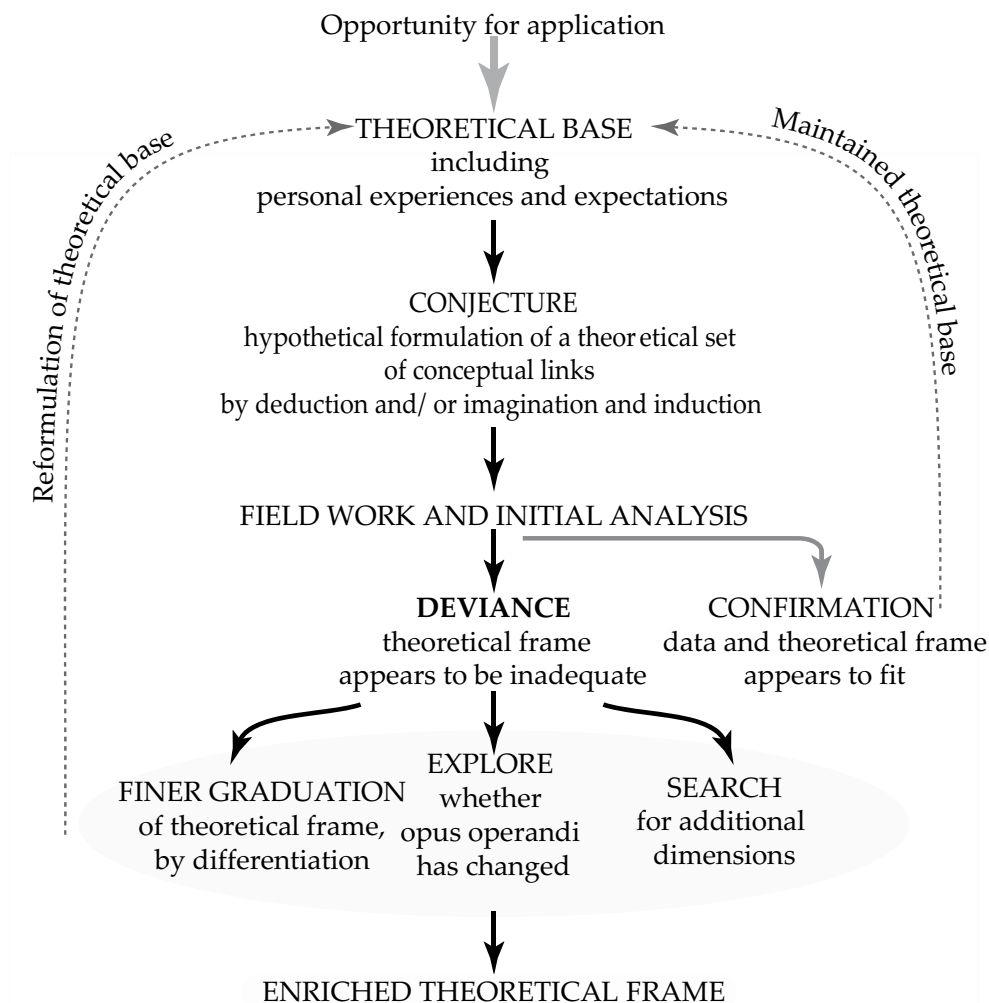 Opportunity for application
Reformulation of theoretical base
Maintained theoretical base
THEORETICAL BASE
including
personal experiences and expectations
CONJECTURE
hypothetical formulation of a theoretical set
of conceptual links
by deduction and/ or imagination and induction
FIELD WORK AND INITIAL ANALYSIS
DEVIANCE
theoretical frame
appears to be inadequate
CONFIRMATION
data and theoretical frame
appears to fit
FINER GRADUATION
of theoretical frame,
by differentiation
EXPLORE
whether
opus operandi
has changed
SEARCH
for additional
dimensions
ENRICHED THEORETICAL FRAME